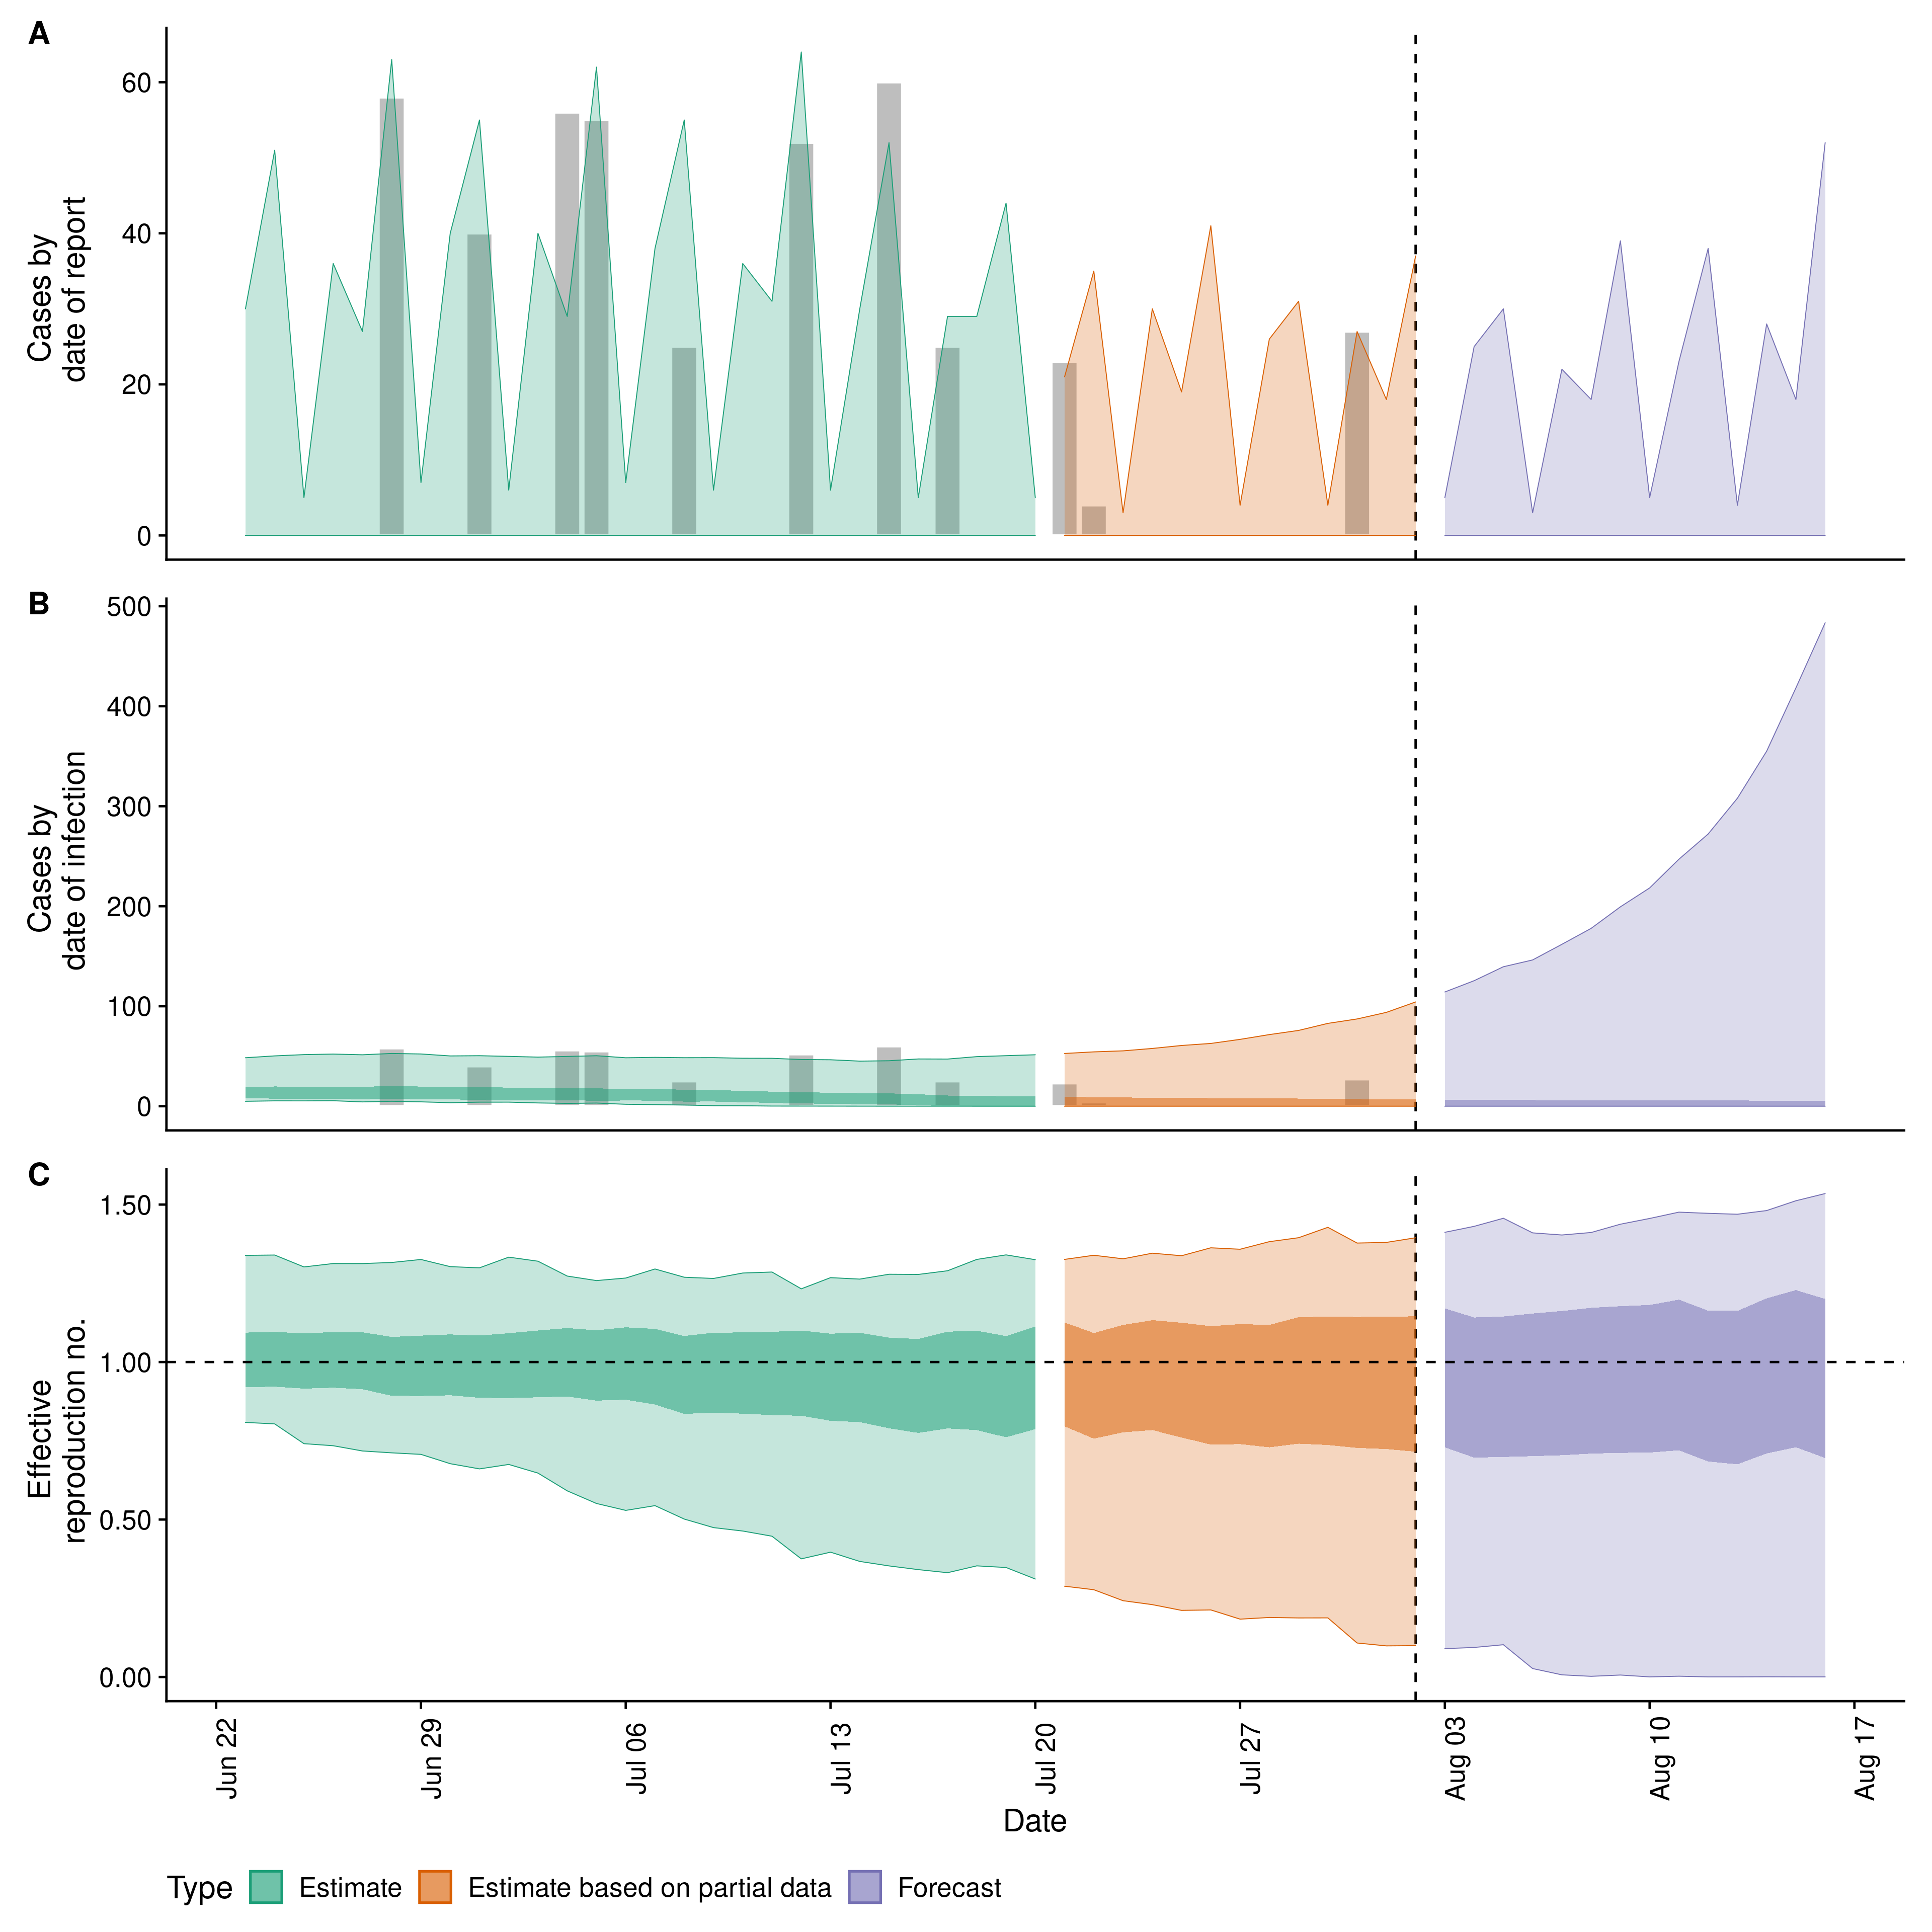 A
60
40
20
0
Cases by
date of report
B
500
400
300
200
100
0
Cases by
date of infection
C
1.50
1.00
0.50
0.00
Effective
reproduction no.
Jun 22
Jun 29
Jul 06
Jul 13
Jul 20
Jul 27
Aug 03
Aug 10
Aug 17
Date
Type Estimate Estimate based on partial data Forecast